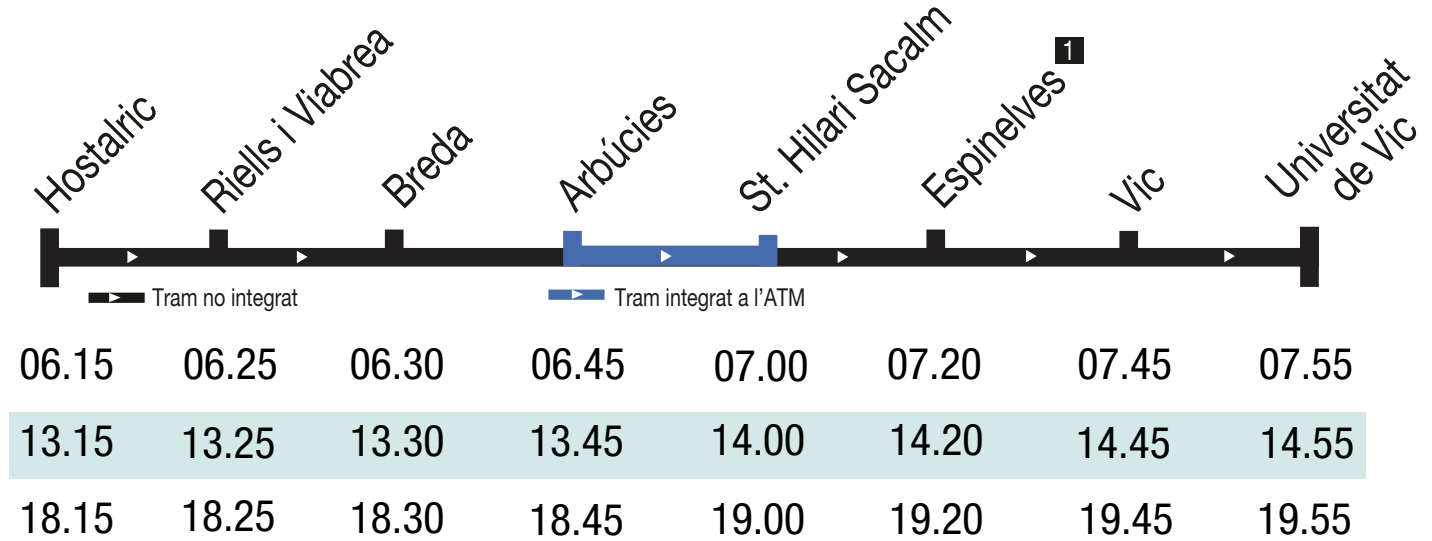 Hostalric
Riells i Viabrea
Breda
Arbúcies
St. Hilari Sacalm
Espinelves 1
Vic
Universitat
de Vic
Tram no integrat
Tram integrat a l'ATM
06.15 06.25 06.30 06.45 07.00 07.20 07.45 07.55
13.15 13.25 13.30 13.45 14.00 14.20 14.45 14.55
18.15 18.25 18.30 18.45 19.00 19.20 19.45 19.55